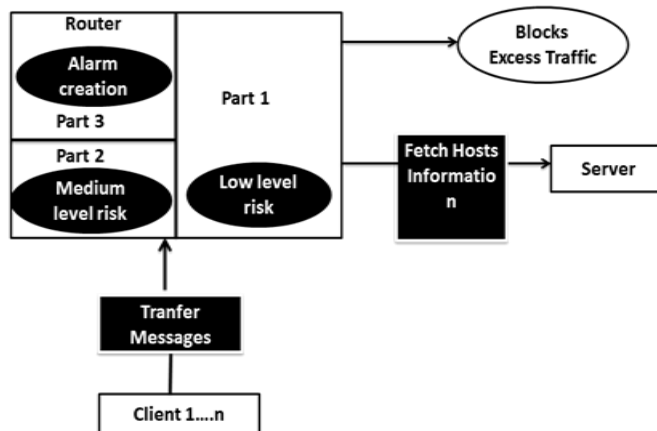 Router
Alarm
creation
Part 3
Part 2
Medium
level risk
Part 1
Low level
risk
Blocks
Excess Traffic
Fetch Hosts
Informatio
n
Server
Tranfer
Messages
Client 1....n